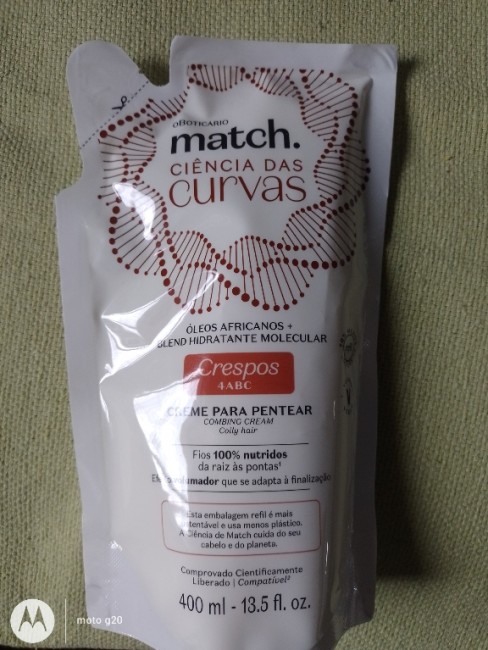 oBOTICÁRIO
match.
CIÊNCIA DAS
curvas
ÓLEOS AFRICANOS +
BLEND HIDRATANTE MOLECULAR
Crespos
4ABC
CREME PARA PENTEAR
COMBING CREAM
Coily hair
Fios 100% nutridos
da raiz às pontas¹
que se adapta à finalização
Esta embalagem refil é mais
sustentável e usa menos plástico.
A Ciência de Match cuida do seu
cabelo e do planeta.
Comprovado Cientificamente
Liberado | Compatível²
400 ml - 13.5 fl. oz.
moto g20